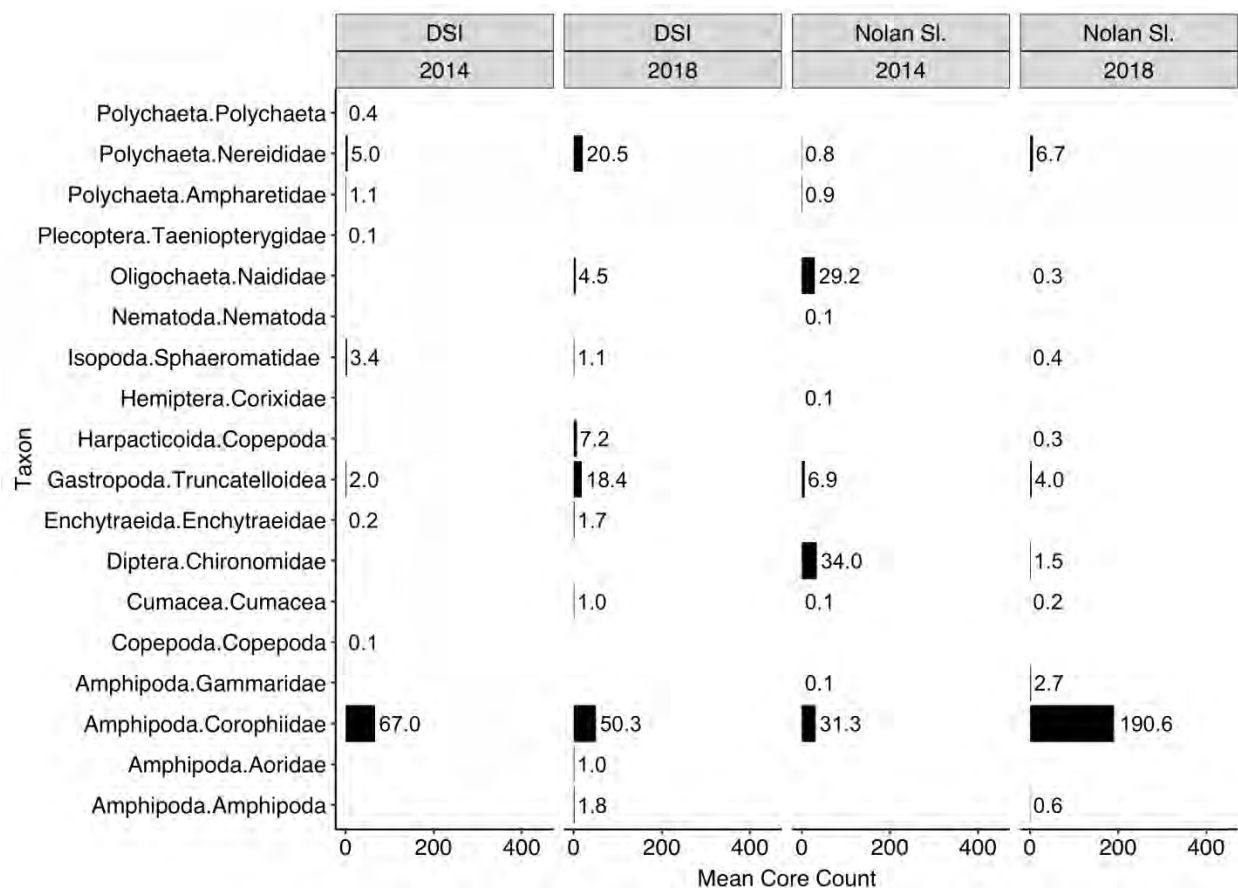 DSI DSI Nolan Sl. Nolan Sl.
2014 2018 2014 2018
Polychaeta.Polychaeta 0.4
Polychaeta.Nereididae 5.0 20.5 0.8 6.7
Polychaeta.Ampharetidae 1.1 0.9
Plecoptera.Taeniopterygidae 0.1
Oligochaeta.Naididae 4.5 29.2 0.3
Nematoda.Nematoda 0.1
Isopoda.Sphaeromatidae 3.4 1.1 0.4
Hemiptera.Corixidae 0.1
Harpacticoida.Copepoda 7.2 0.3
Taxon
Gastropoda.Truncatelloidea 2.0 18.4 6.9 4.0
Enchytraeida.Enchytraeidae 0.2 1.7
Diptera.Chironomidae 34.0 1.5
Cumacea.Cumacea 1.0 0.1 0.2
Copepoda.Copepoda 0.1
Amphipoda.Gammaridae 0.1 2.7
Amphipoda.Corophiidae 67.0 50.3 31.3 190.6
Amphipoda.Aoridae 1.0
Amphipoda.Amphipoda 1.8 0.6
0 200 400 0 200 400 0 200 400 0 200 400
Mean Core Count